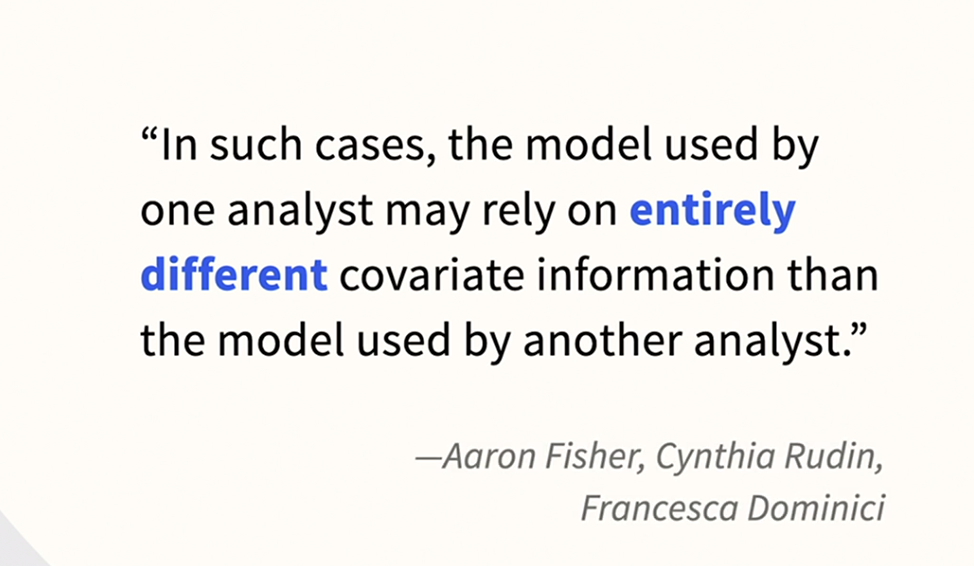 “In such cases, the model used by
one analyst may rely on entirely
different covariate information than
the model used by another analyst.”
—Aaron Fisher, Cynthia Rudin,
Francesca Dominici